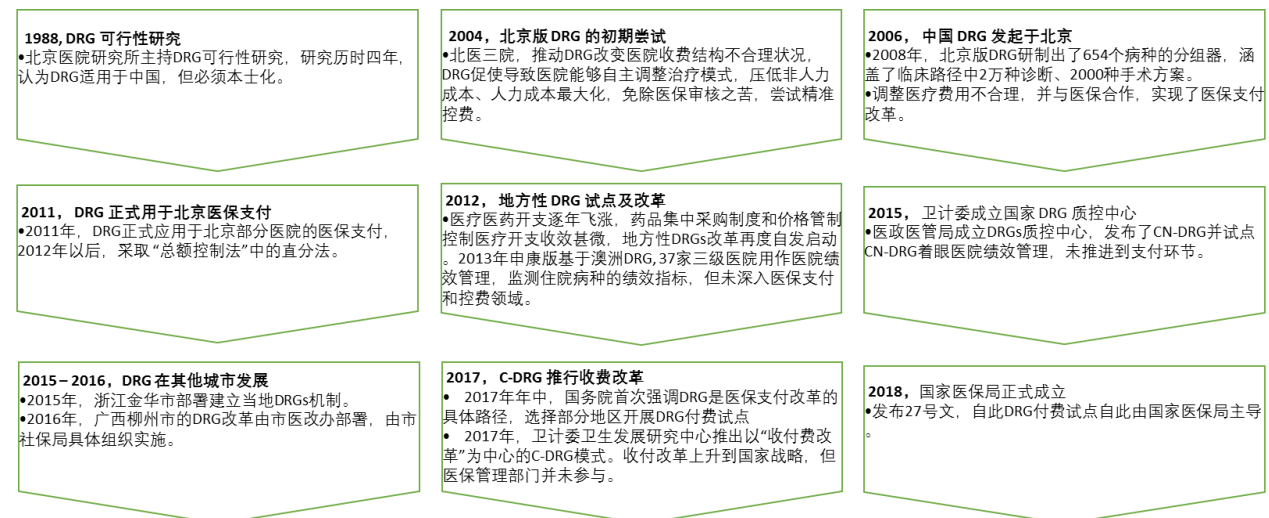 1988, DRG 可行性研究
•北京医院研究所主持DRG可行性研究，研究历时四年，
认为DRG适用于中国，但必须本土化。
2004，北京版 DRG 的初期尝试
•北医三院，推动DRG改变医院收费结构不合理状况，
DRG促使导致医院能够自主调整治疗模式，压低非人力
成本、人力成本最大化，免除医保审核之苦，尝试精准
控费。
2006， 中国 DRG 发起于北京
•2008年，北京版DRG研制出了654个病种的分组器，涵
盖了临床路径中2万种诊断、2000种手术方案。
•调整医疗费用不合理，并与医保合作，实现了医保支付
改革。
2011， DRG 正式用于北京医保支付
•2011年，DRG正式应用于北京部分医院的医保支付，
2012年以后，采取 “总额控制法”中的直分法。
2012， 地方性 DRG 试点及改革
•医疗医药开支逐年飞涨，药品集中采购制度和价格管制
控制医疗开支收效甚微，地方性DRGs改革再度自发启动
。2013年申康版基于澳洲DRG, 37家三级医院用作医院绩
效管理，监测住院病种的绩效指标，但未深入医保支付
和控费领域。
2015， 卫计委成立国家 DRG 质控中心
•医政医管局成立DRGs质控中心，发布了CN-DRG并试点
CN-DRG着眼医院绩效管理，未推进到支付环节。
2015 – 2016，DRG 在其他城市发展
•2015年，浙江金华市部署建立当地DRGs机制。
•2016年，广西柳州市的DRG改革由市医改办部署，由市
社保局具体组织实施。
2017， C-DRG 推行收费改革
• 2017年年中，国务院首次强调DRG是医保支付改革的
具体路径，选择部分地区开展DRG付费试点
• 2017年，卫计委卫生发展研究中心推出以“收付费改
革”为中心的C-DRG模式。收付改革上升到国家战略，但
医保管理部门并未参与。
2018，国家医保局正式成立
•发布27号文，自此DRG付费试点自此由国家医保局主导
。